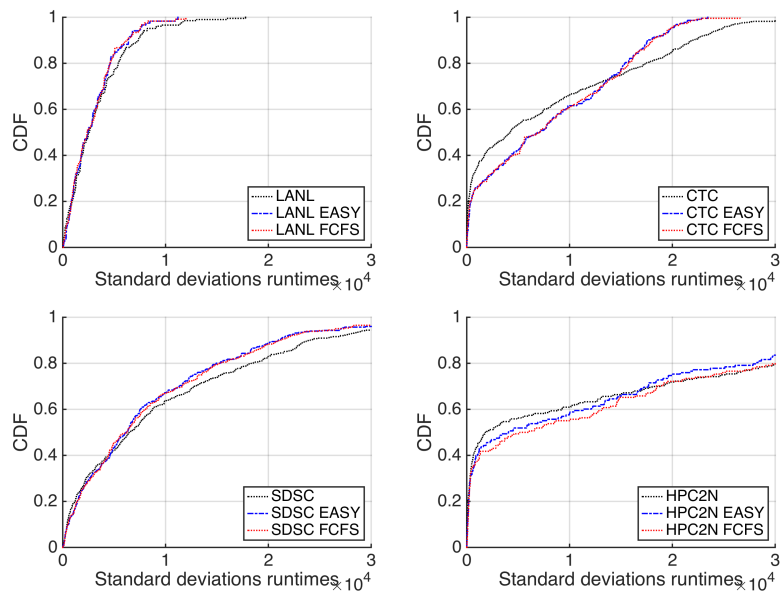 1
0.8
0.6
0.4
0.2
0
CDF
LANL
LANL EASY
LANL FCFS
0 1 2 3
Standard deviations runtimes ×10^4
1
0.8
0.6
0.4
0.2
0
CDF
CTC
CTC EASY
CTC FCFS
0 1 2 3
Standard deviations runtimes ×10^4
1
0.8
0.6
0.4
0.2
0
CDF
SDSC
SDSC EASY
SDSC FCFS
0 1 2 3
Standard deviations runtimes ×10^4
1
0.8
0.6
0.4
0.2
0
CDF
HPC2N
HPC2N EASY
HPC2N FCFS
0 1 2 3
Standard deviations runtimes ×10^4